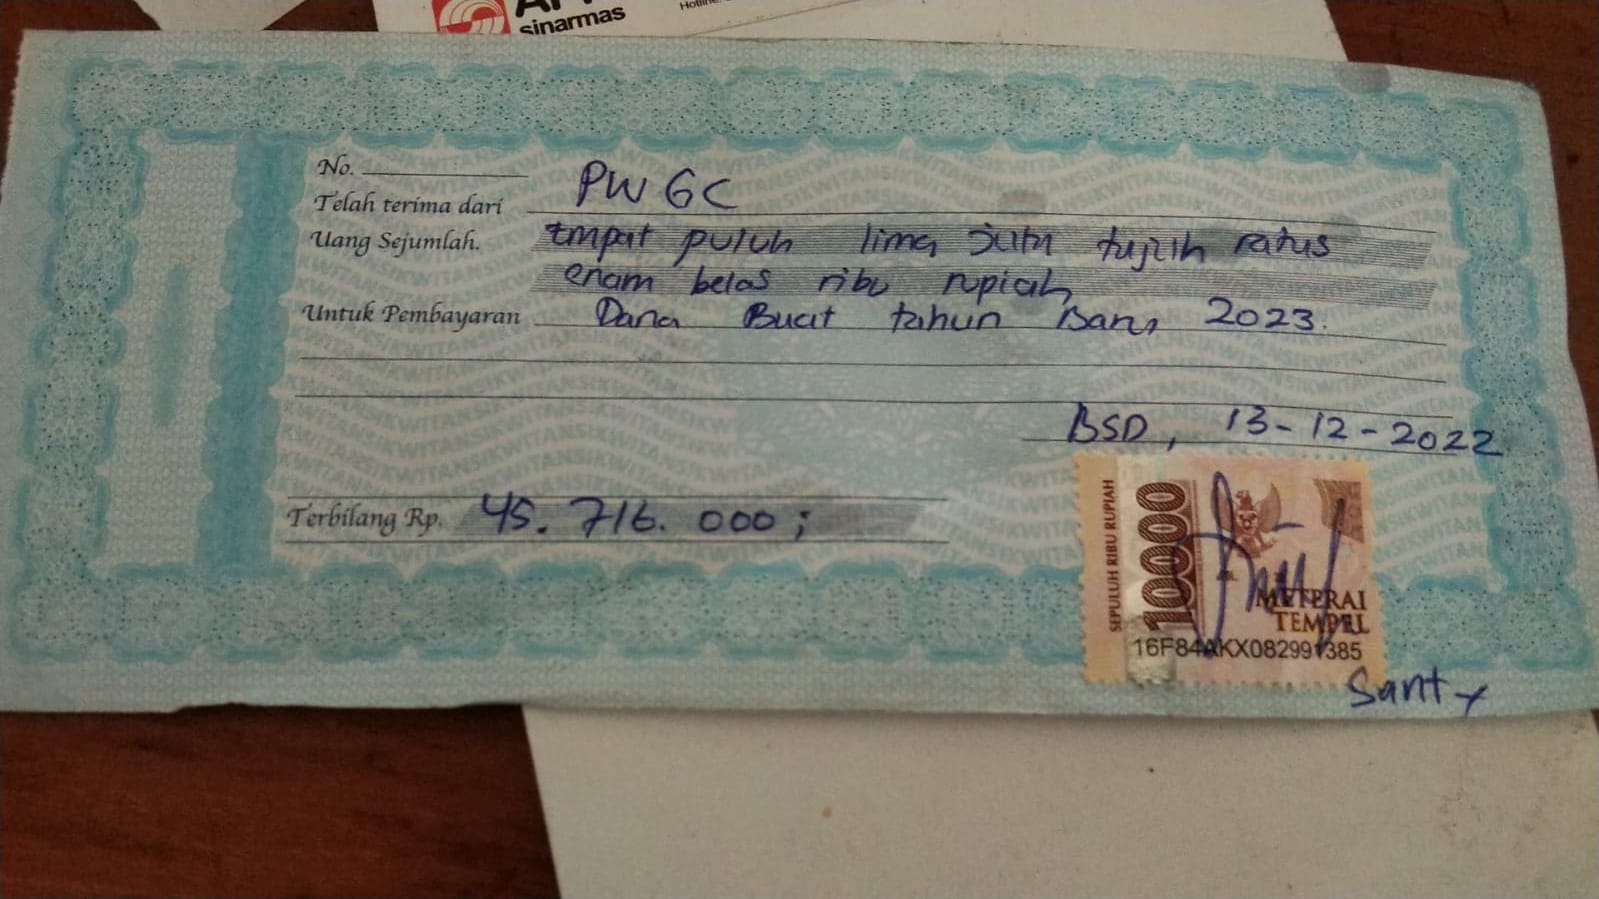 sinarmas
No.
Telah terima dari PW GC
Uang Sejumlah. Empat puluh lima Juta tujuh ratus
enam belas ribu rupiah
Untuk Pembayaran Dana Buat tahun Baru 2023.
BSD, 13-12-2022
Terbilang Rp. 45.716.000;
SEPULUH RIBU RUPIAH
10000
METERAI
TEMPEL
16F84AKX082991385
Santy